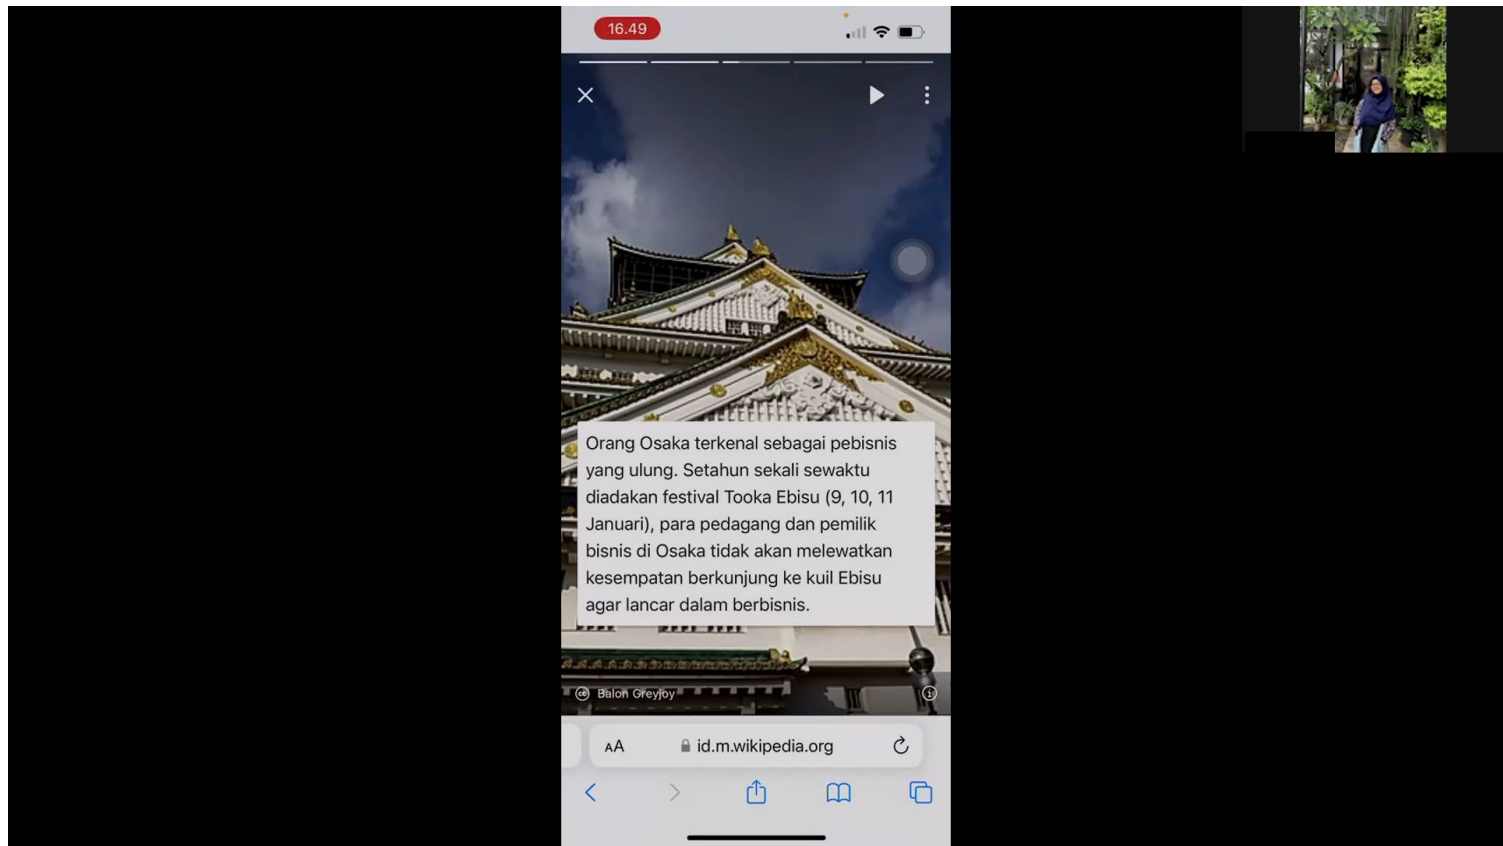 16.49
Orang Osaka terkenal sebagai pebisnis
yang ulung. Setahun sekali sewaktu
diadakan festival Tooka Ebisu (9, 10, 11
Januari), para pedagang dan pemilik
bisnis di Osaka tidak akan melewatkan
kesempatan berkunjung ke kuil Ebisu
agar lancar dalam berbisnis.
Balon Greyjoy
AA id.m.wikipedia.org